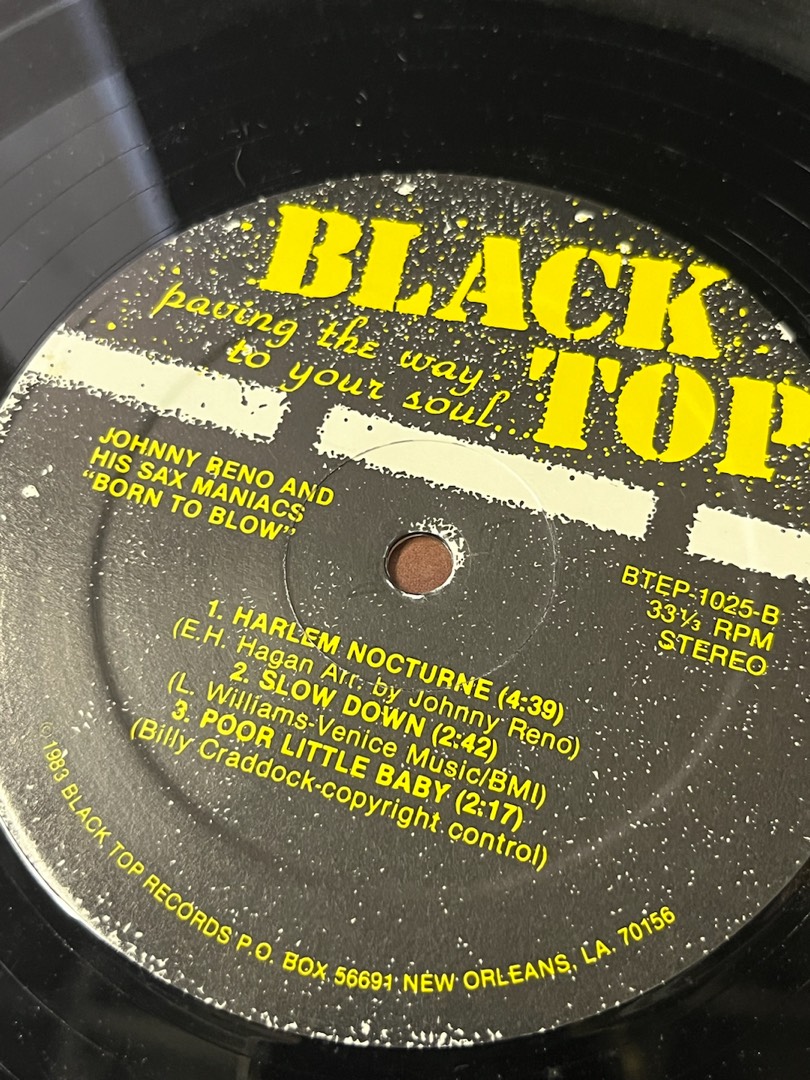 BLACK
TOP
paving the way
to your soul...
JOHNNY RENO AND
HIS SAX MANIACS
“BORN TO BLOW”
BTEP-1025-B
33⅓ RPM
STEREO
1. HARLEM NOCTURNE (4:39)
(E.H. Hagan Arr. by Johnny Reno)
2. SLOW DOWN (2:42)
(L. Williams-Venice Music/BMI)
3. POOR LITTLE BABY (2:17)
(Billy Craddock-copyright control)
© 1983 BLACK TOP RECORDS P.O. BOX 56691 NEW ORLEANS, LA. 70156